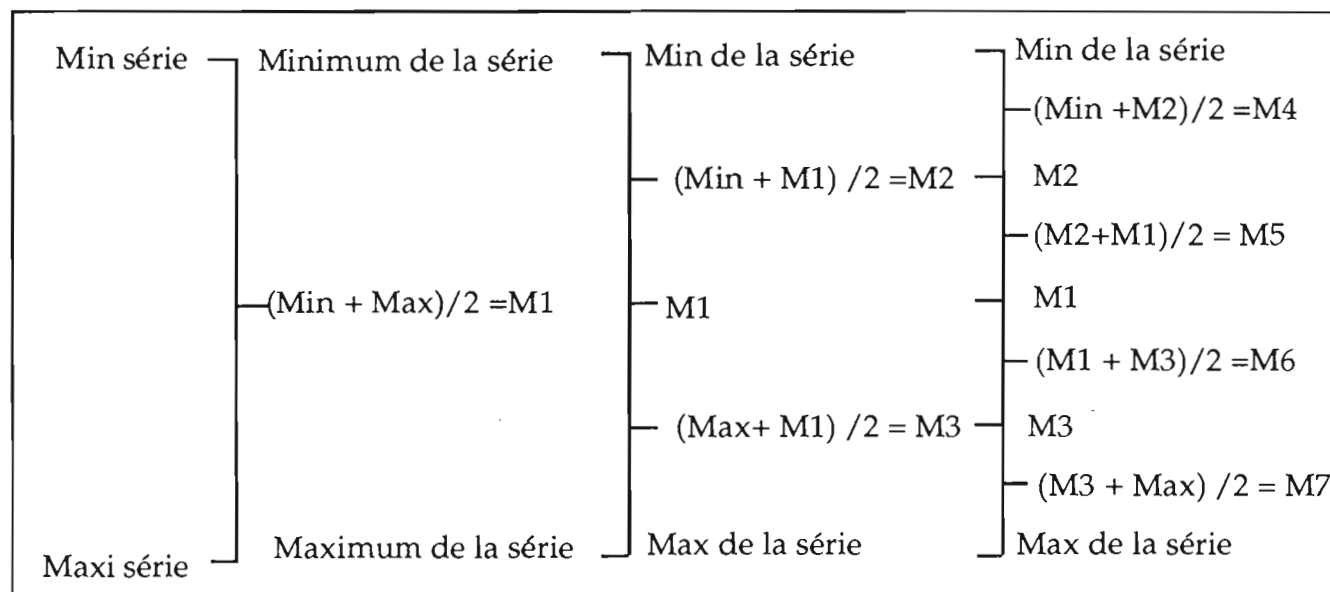 Min série
Maxi série
Minimum de la série
(Min + Max)/2 =M1
Maximum de la série
Min de la série
(Min + M1) /2 =M2
M1
(Max+ M1) /2 = M3
Max de la série
Min de la série
(Min +M2)/2 =M4
M2
(M2+M1)/2 = M5
M1
(M1 + M3)/2 =M6
M3
(M3 + Max) /2 = M7
Max de la série